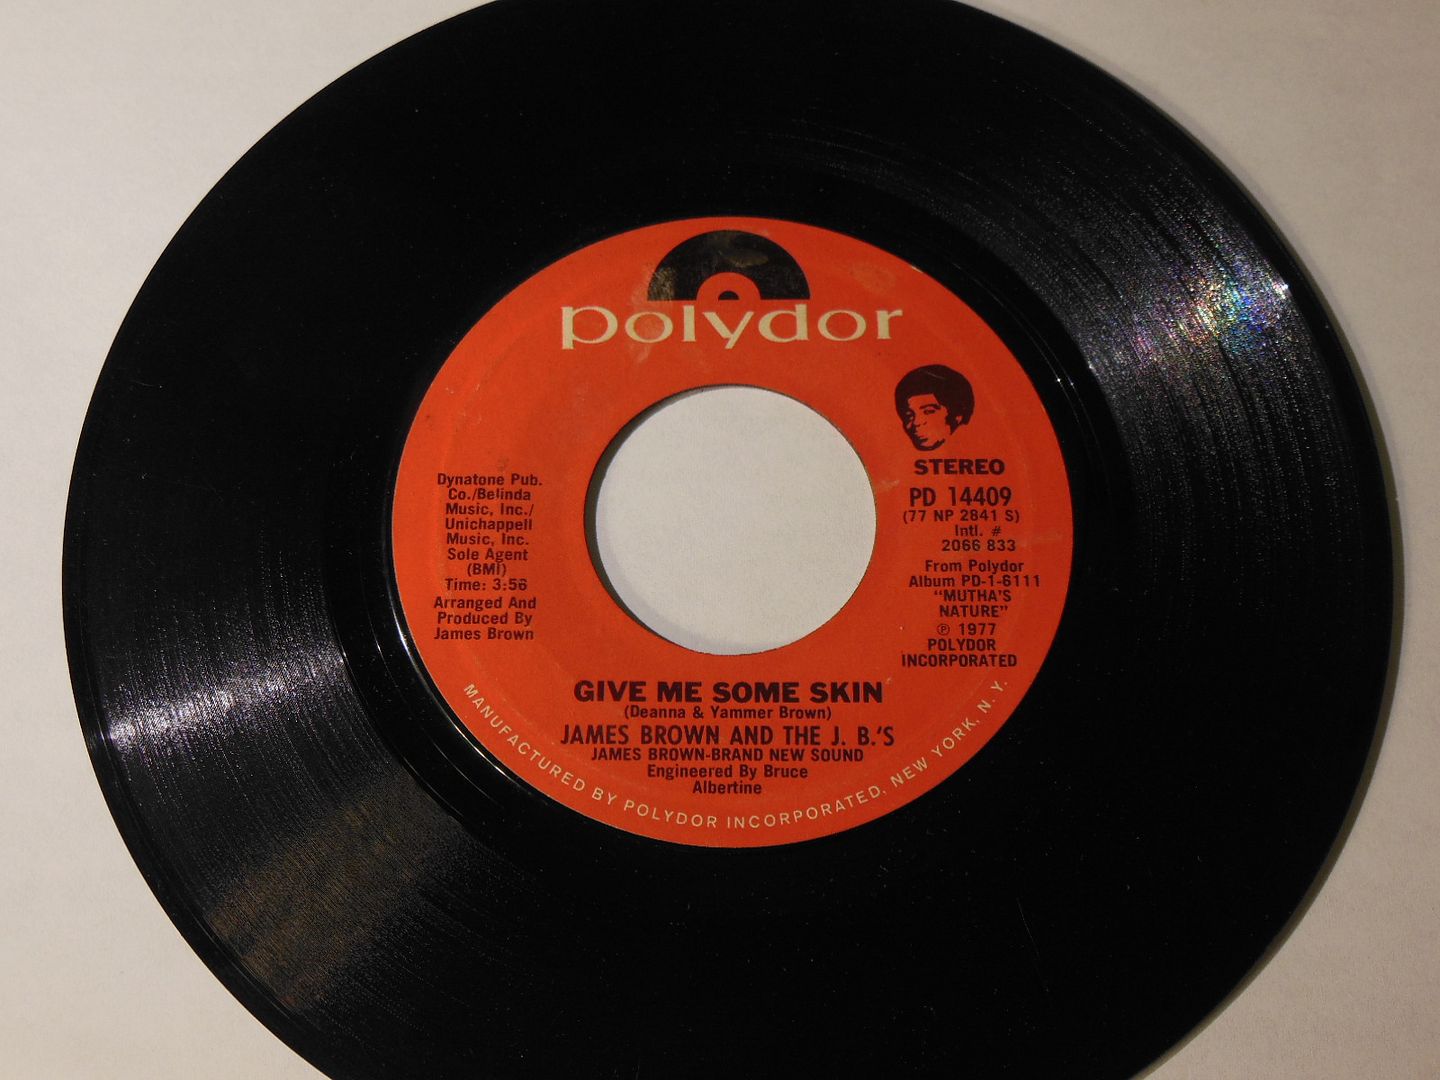 polydor
Dynatone Pub.
Co./Belinda
Music, Inc./
Unichappell
Music, Inc.
Sole Agent
(BMI)
Time: 3:56
Arranged And
Produced By
James Brown
STEREO
PD 14409
(77 NP 2841 S)
Intl. #
2066 833
From Polydor
Album PD-1-6111
"MUTHA'S
NATURE"
℗ 1977
POLYDOR
INCORPORATED
GIVE ME SOME SKIN
(Deanna & Yammer Brown)
JAMES BROWN AND THE J. B.'S
JAMES BROWN-BRAND NEW SOUND
Engineered By Bruce
Albertine
MANUFACTURED BY POLYDOR INCORPORATED, NEW YORK, N. Y.